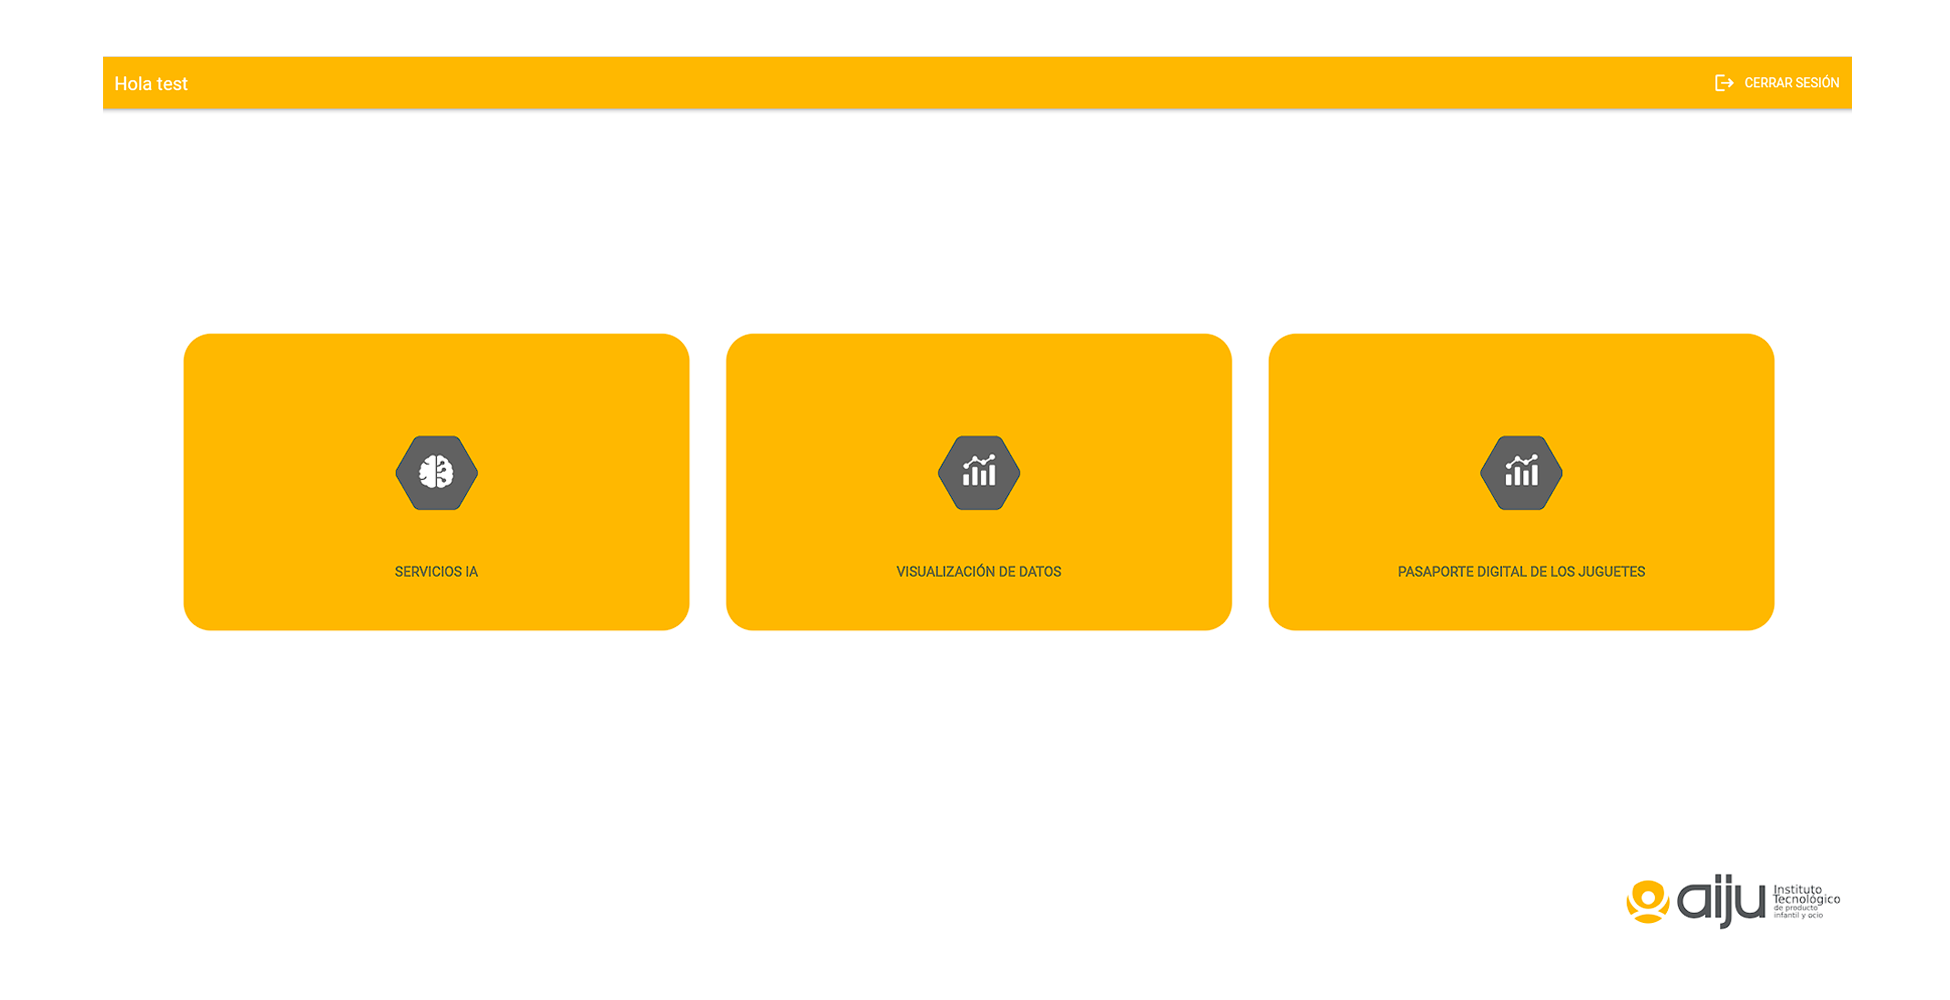 Hola test
CERRAR SESIÓN
SERVICIOS IA
VISUALIZACIÓN DE DATOS
PASAPORTE DIGITAL DE LOS JUGUETES
aiju
Instituto
Tecnológico
de producto
infantil y ocio